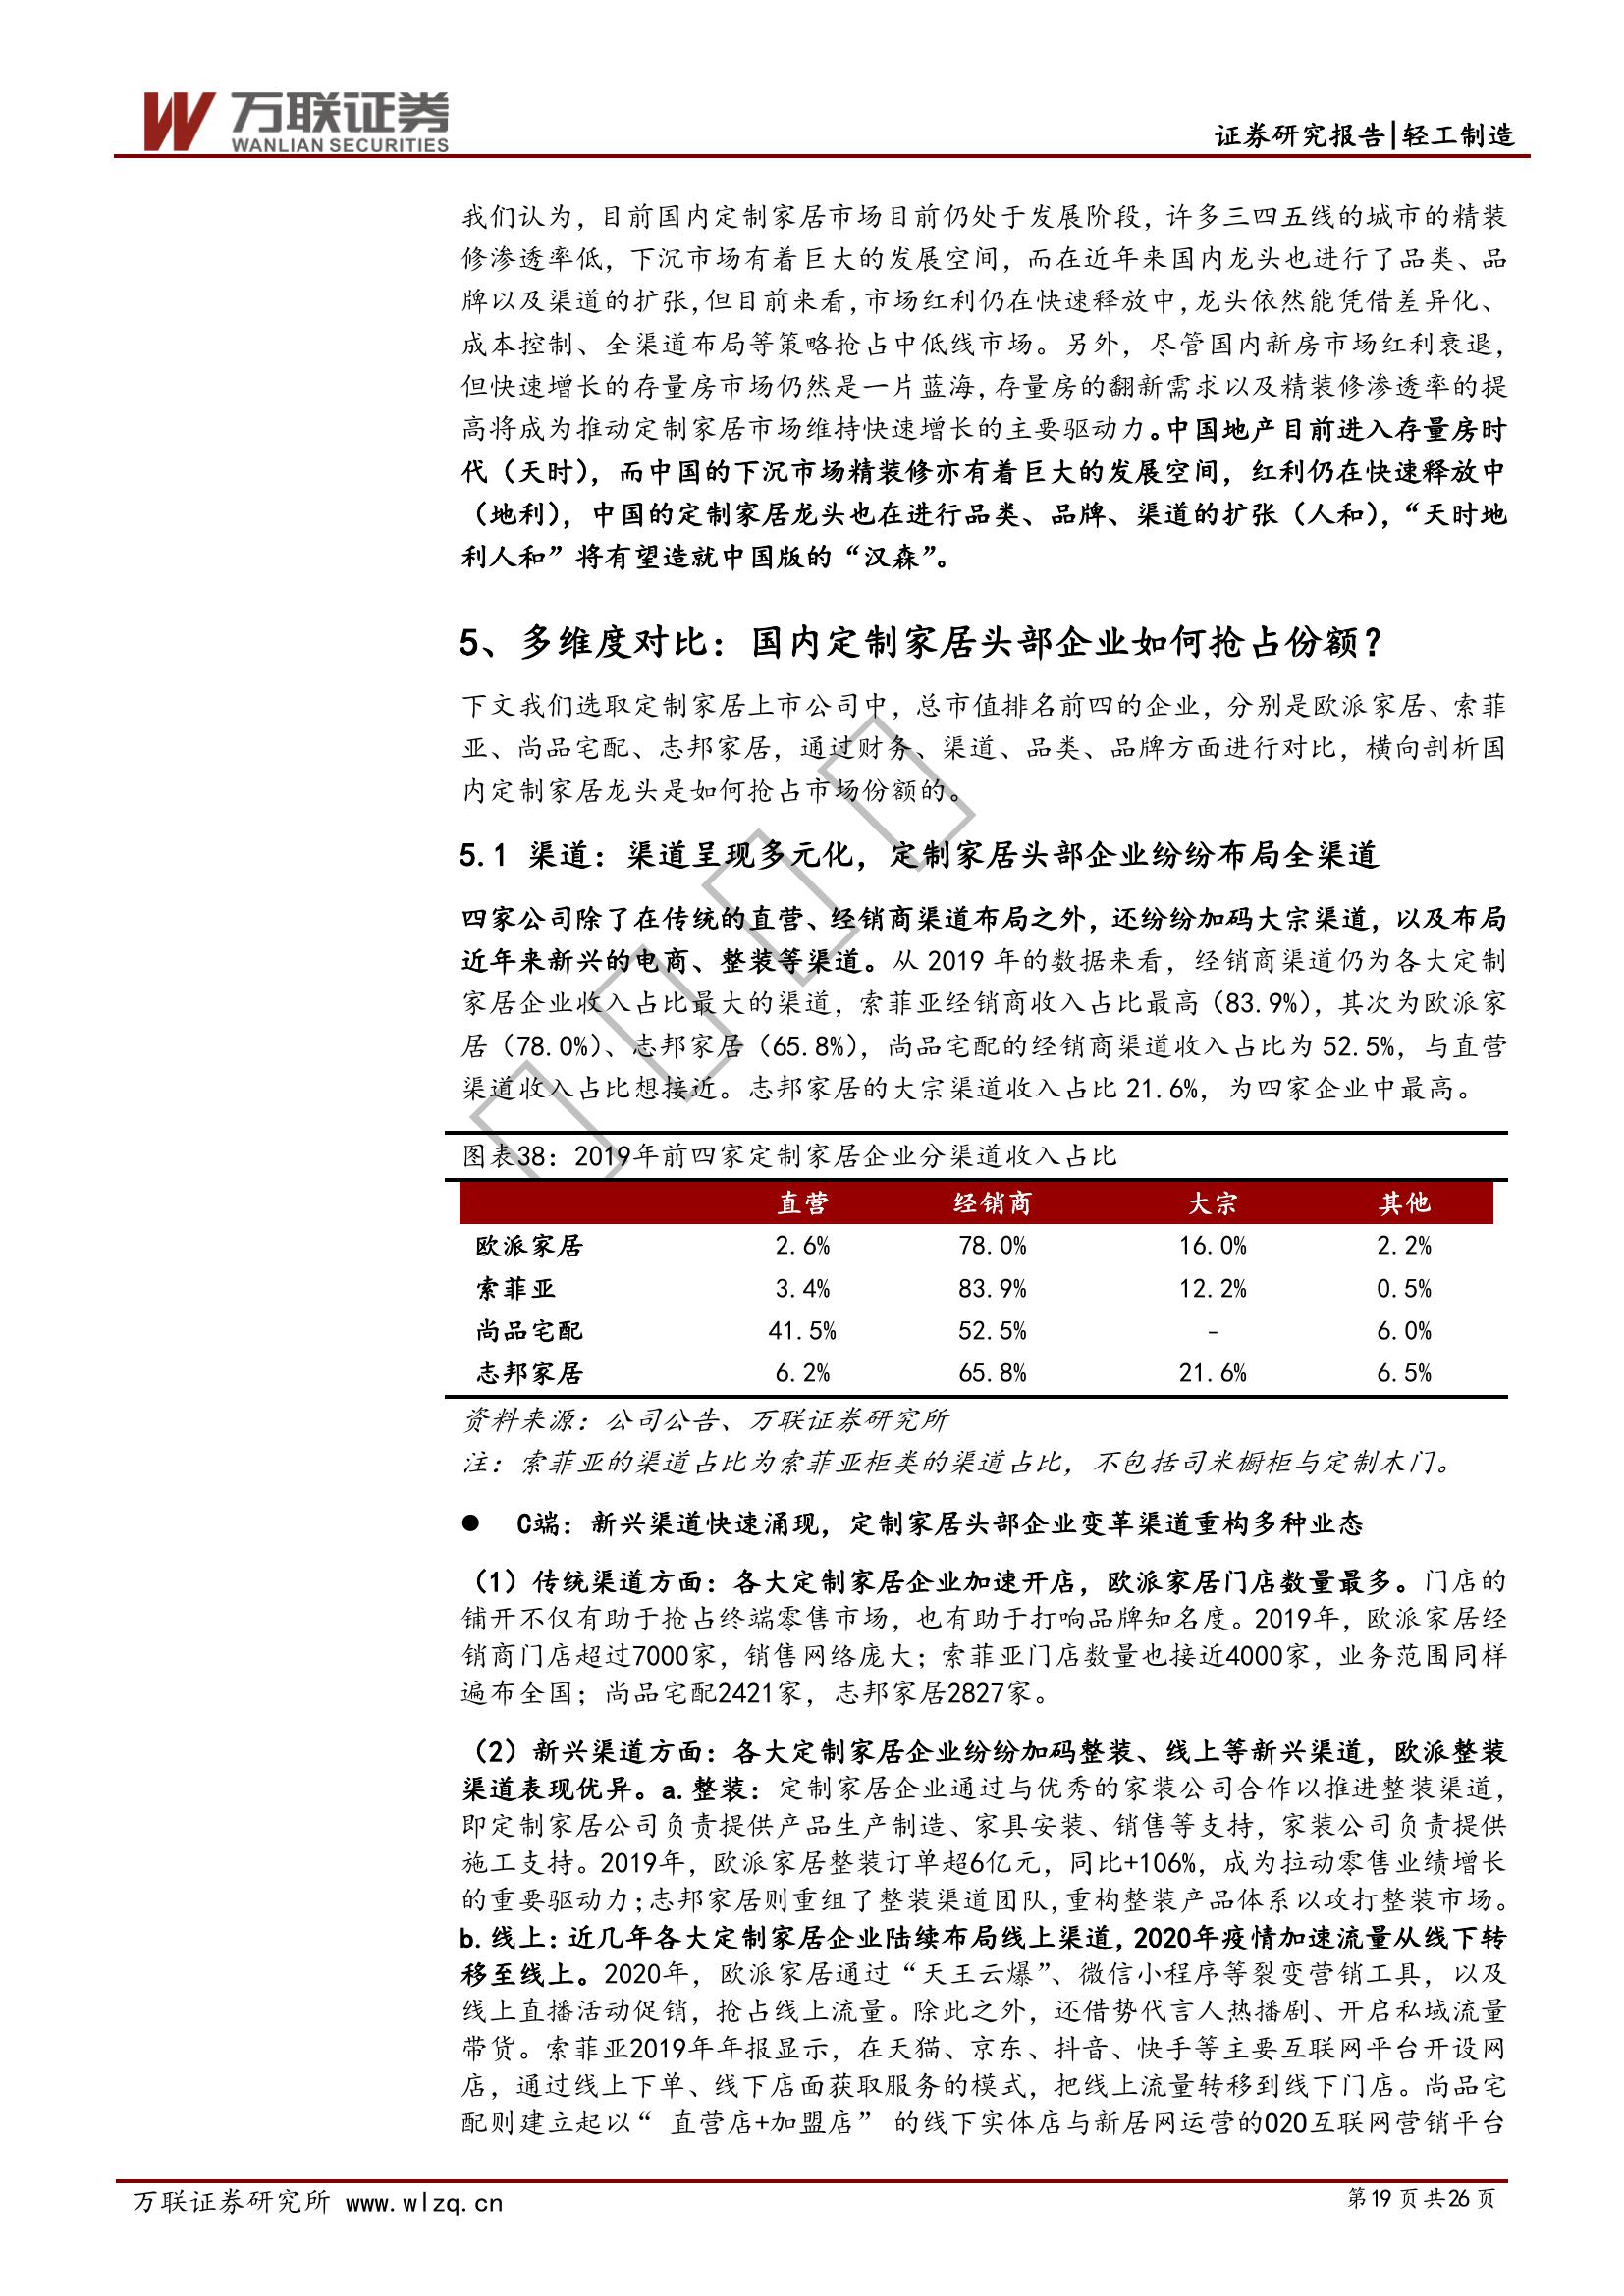 万联证券
WANLIAN SECURITIES
证券研究报告|轻工制造
我们认为，目前国内定制家居市场目前仍处于发展阶段，许多三四五线的城市的精装
修渗透率低，下沉市场有着巨大的发展空间，而在近年来国内龙头也进行了品类、品
牌以及渠道的扩张，但目前来看，市场红利仍在快速释放中，龙头依然能凭借差异化、
成本控制、全渠道布局等策略抢占中低线市场。另外，尽管国内新房市场红利衰退，
但快速增长的存量房市场仍然是一片蓝海，存量房的翻新需求以及精装修渗透率的提
高将成为推动定制家居市场维持快速增长的主要驱动力。中国地产目前进入存量房时
代（天时），而中国的下沉市场精装修亦有着巨大的发展空间，红利仍在快速释放中
（地利），中国的定制家居龙头也在进行品类、品牌、渠道的扩张（人和），“天时地
利人和”将有望造就中国版的“汉森”。
5、多维度对比：国内定制家居头部企业如何抢占份额？
下文我们选取定制家居上市公司中，总市值排名前四的企业，分别是欧派家居、索菲
亚、尚品宅配、志邦家居，通过财务、渠道、品类、品牌方面进行对比，横向剖析国
内定制家居龙头是如何抢占市场份额的。
5.1 渠道：渠道呈现多元化，定制家居头部企业纷纷布局全渠道
四家公司除了在传统的直营、经销商渠道布局之外，还纷纷加码大宗渠道，以及布局
近年来新兴的电商、整装等渠道。从 2019 年的数据来看，经销商渠道仍为各大定制
家居企业收入占比最大的渠道，索菲亚经销商收入占比最高（83.9%），其次为欧派家
居（78.0%）、志邦家居（65.8%），尚品宅配的经销商渠道收入占比为 52.5%，与直营
渠道收入占比想接近。志邦家居的大宗渠道收入占比 21.6%，为四家企业中最高。
图表38：2019年前四家定制家居企业分渠道收入占比
直营 经销商 大宗 其他
欧派家居 2.6% 78.0% 16.0% 2.2%
索菲亚 3.4% 83.9% 12.2% 0.5%
尚品宅配 41.5% 52.5% - 6.0%
志邦家居 6.2% 65.8% 21.6% 6.5%
资料来源：公司公告、万联证券研究所
注：索菲亚的渠道占比为索菲亚柜类的渠道占比，不包括司米橱柜与定制木门。
● C端：新兴渠道快速涌现，定制家居头部企业变革渠道重构多种业态
（1）传统渠道方面：各大定制家居企业加速开店，欧派家居门店数量最多。门店的
铺开不仅有助于抢占终端零售市场，也有助于打响品牌知名度。2019年，欧派家居经
销商门店超过7000家，销售网络庞大；索菲亚门店数量也接近4000家，业务范围同样
遍布全国；尚品宅配2421家，志邦家居2827家。
（2）新兴渠道方面：各大定制家居企业纷纷加码整装、线上等新兴渠道，欧派整装
渠道表现优异。a.整装：定制家居企业通过与优秀的家装公司合作以推进整装渠道，
即定制家居公司负责提供产品生产制造、家具安装、销售等支持，家装公司负责提供
施工支持。2019年，欧派家居整装订单超6亿元，同比+106%，成为拉动零售业绩增长
的重要驱动力；志邦家居则重组了整装渠道团队，重构整装产品体系以攻打整装市场。
b.线上：近几年各大定制家居企业陆续布局线上渠道，2020年疫情加速流量从线下转
移至线上。2020年，欧派家居通过“天王云爆”、微信小程序等裂变营销工具，以及
线上直播活动促销，抢占线上流量。除此之外，还借势代言人热播剧、开启私域流量
带货。索菲亚2019年年报显示，在天猫、京东、抖音、快手等主要互联网平台开设网
店，通过线上下单、线下店面获取服务的模式，把线上流量转移到线下门店。尚品宅
配则建立起以“ 直营店+加盟店” 的线下实体店与新居网运营的O2O互联网营销平台
万联证券研究所 www.wlzq.cn
第19页共26页